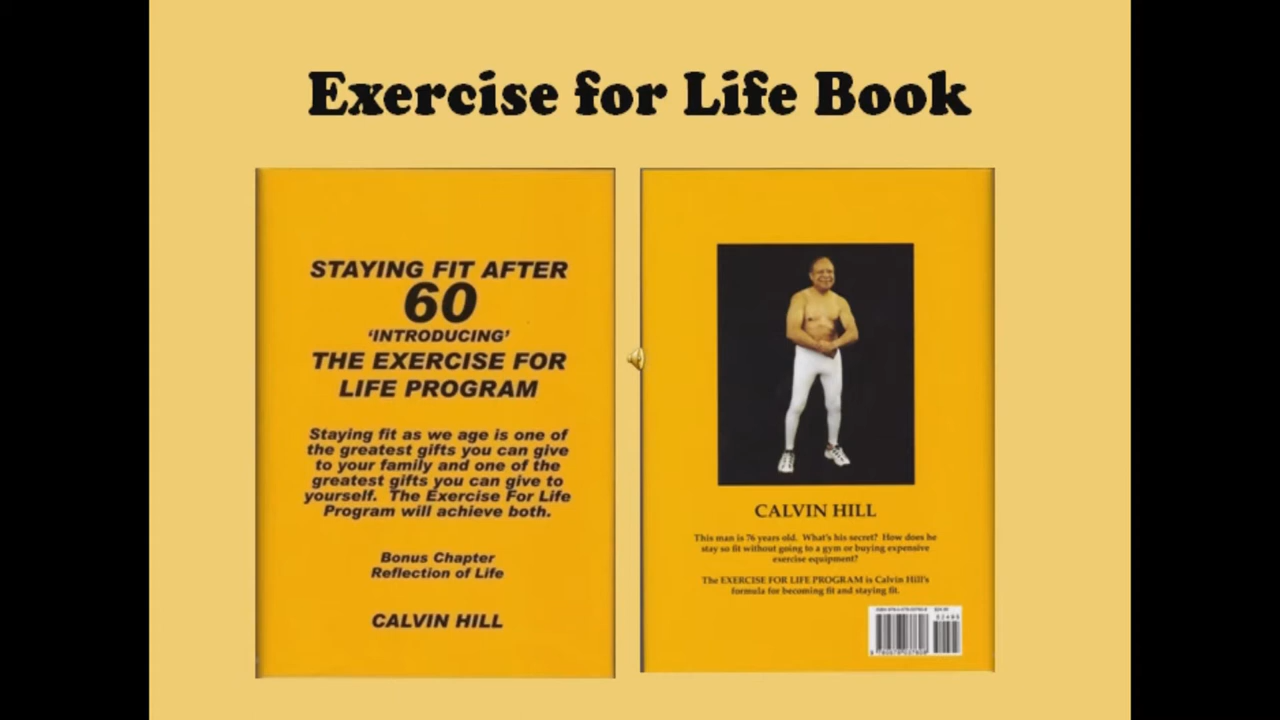 Exercise for Life Book
STAYING FIT AFTER
60
‘INTRODUCING’
THE EXERCISE FOR
LIFE PROGRAM
Staying fit as we age is one of
the greatest gifts you can give
to your family and one of the
greatest gifts you can give to
yourself. The Exercise For Life
Program will achieve both.
Bonus Chapter
Reflection of Life
CALVIN HILL
CALVIN HILL
This man is 76 years old. What's his secret? How does he
stay so fit without going to a gym or buying expensive
exercise equipment?
The EXERCISE FOR LIFE PROGRAM is Calvin Hill's
formula for becoming fit and staying fit.